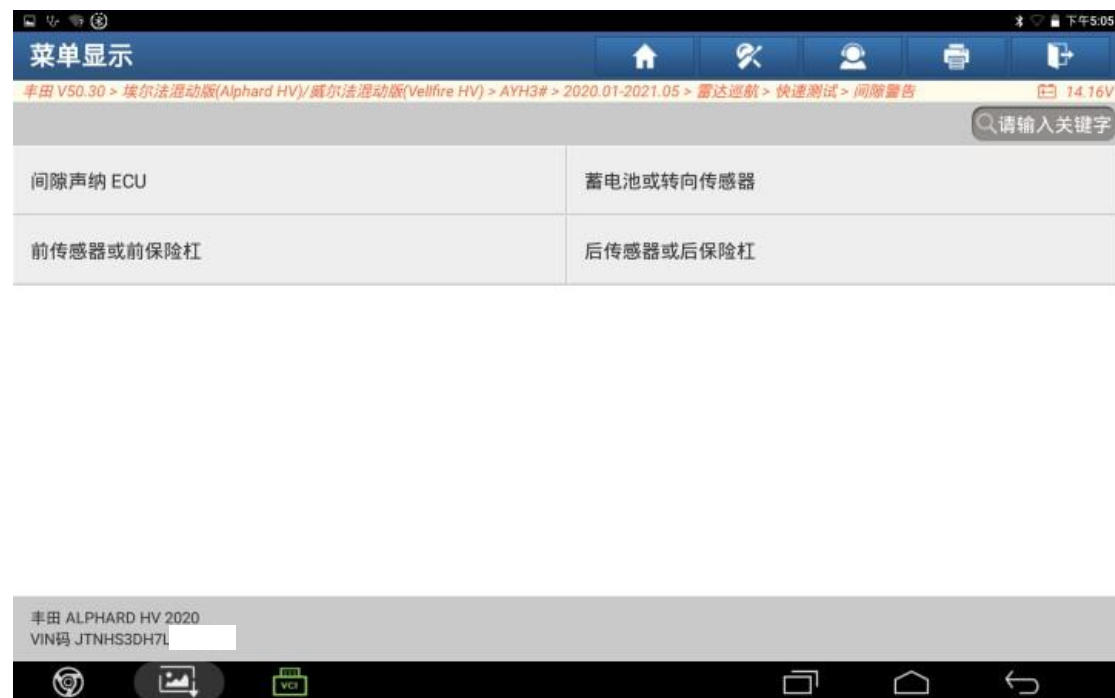 下午5:05
菜单显示
丰田 V50.30 > 埃尔法混动版(Alphard HV)/威尔法混动版(Vellfire HV) > AYH3# > 2020.01-2021.05 > 雷达巡航 > 快速测试 > 间隙警告
14.16V
请输入关键字
间隙声纳 ECU
蓄电池或转向传感器
前传感器或前保险杠
后传感器或后保险杠
丰田 ALPHARD HV 2020
VIN码 JTNHS3DH7L
VCI